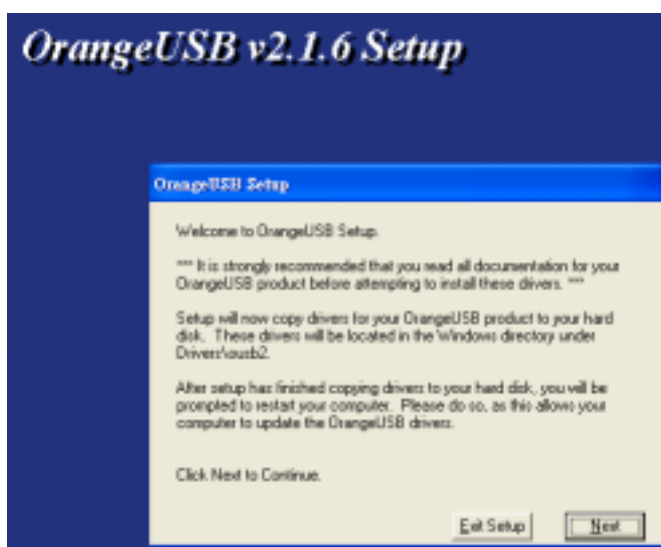 OrangeUSB v2.1.6 Setup
OrangeUSB Setup
Welcome to OrangeUSB Setup.
*** It is strongly recommended that you read all documentation for your
OrangeUSB product before attempting to install these drivers. ***
Setup will now copy drivers for your OrangeUSB product to your hard
disk. These drivers will be located in the Windows directory under
Drivers\ousb2.
After setup has finished copying drivers to your hard disk, you will be
prompted to restart your computer. Please do so, as this allows your
computer to update the OrangeUSB drivers.
Click Next to Continue.
Exit Setup
Next